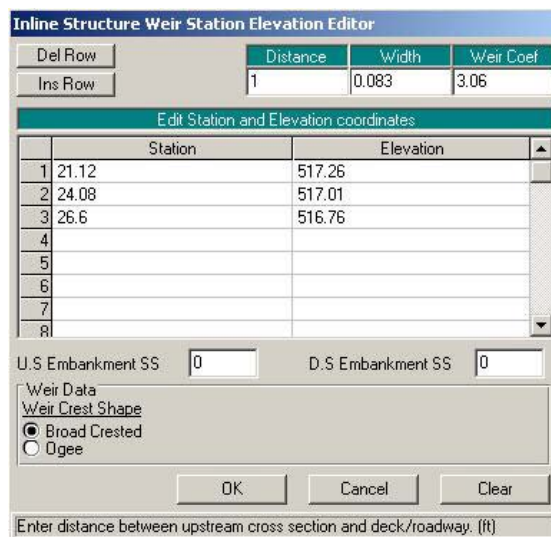 Inline Structure Weir Station Elevation Editor
Del Row Distance Width Weir Coef
Ins Row 1 0.083 3.06
Edit Station and Elevation coordinates
Station Elevation
1 21.12 517.26
2 24.08 517.01
3 26.6 516.76
4
5
6
7
8
U.S Embankment SS 0 D.S Embankment SS 0
Weir Data
Weir Crest Shape
Broad Crested
Ogee
OK Cancel Clear
Enter distance between upstream cross section and deck/roadway. (ft)